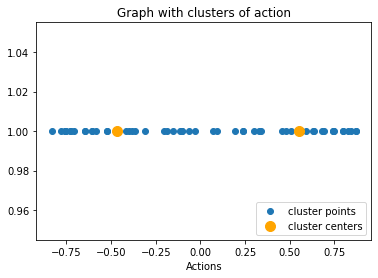 Graph with clusters of action
1.04
1.02
1.00
0.98
0.96
cluster points
cluster centers
−0.75 −0.50 −0.25 0.00 0.25 0.50 0.75
Actions